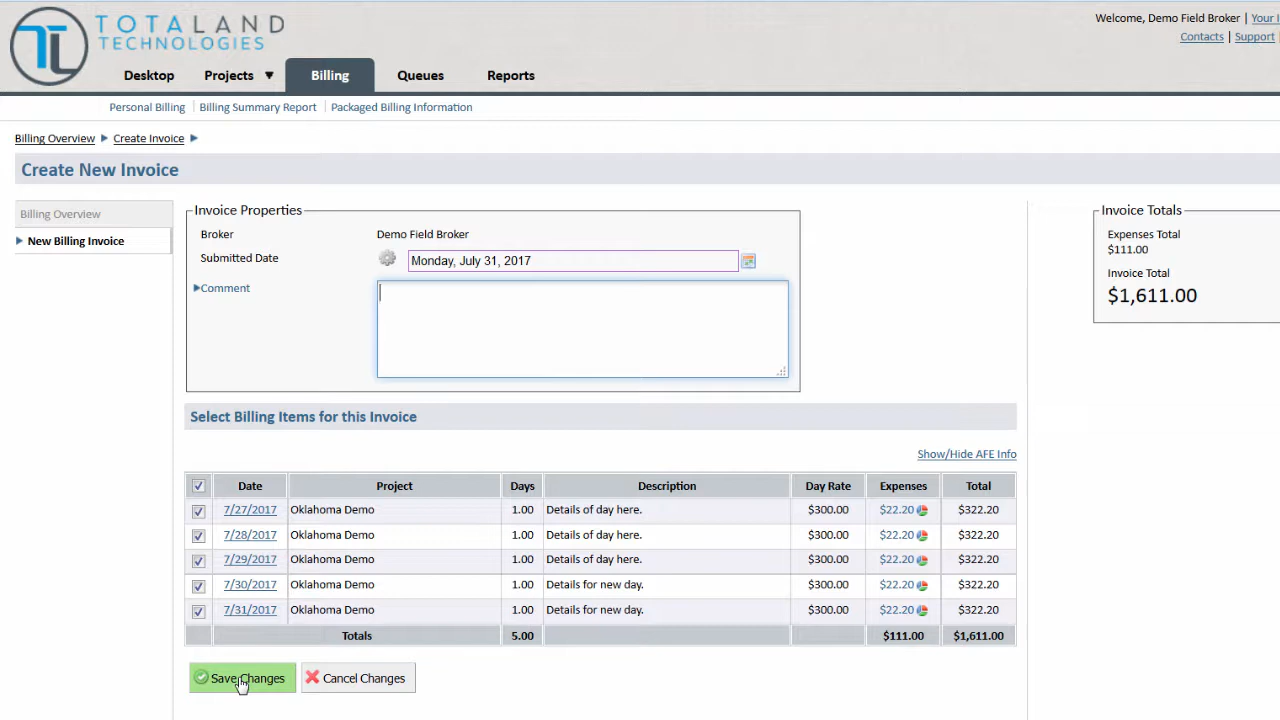 TOTALAND
TECHNOLOGIES
Welcome, Demo Field Broker | Your
Contacts | Support |
Desktop Projects ▼ Billing Queues Reports
Personal Billing | Billing Summary Report | Packaged Billing Information
Billing Overview ▶ Create Invoice ▶
Create New Invoice
Billing Overview
▶ New Billing Invoice
Invoice Properties
Broker Demo Field Broker
Submitted Date Monday, July 31, 2017
▶Comment
Invoice Totals
Expenses Total
$111.00
Invoice Total
$1,611.00
Select Billing Items for this Invoice
Show/Hide AFE Info
Date Project Days Description Day Rate Expenses Total
7/27/2017 Oklahoma Demo 1.00 Details of day here. $300.00 $22.20 $322.20
7/28/2017 Oklahoma Demo 1.00 Details of day here. $300.00 $22.20 $322.20
7/29/2017 Oklahoma Demo 1.00 Details of day here. $300.00 $22.20 $322.20
7/30/2017 Oklahoma Demo 1.00 Details for new day. $300.00 $22.20 $322.20
7/31/2017 Oklahoma Demo 1.00 Details for new day. $300.00 $22.20 $322.20
Totals 5.00 $111.00 $1,611.00
Save Changes Cancel Changes